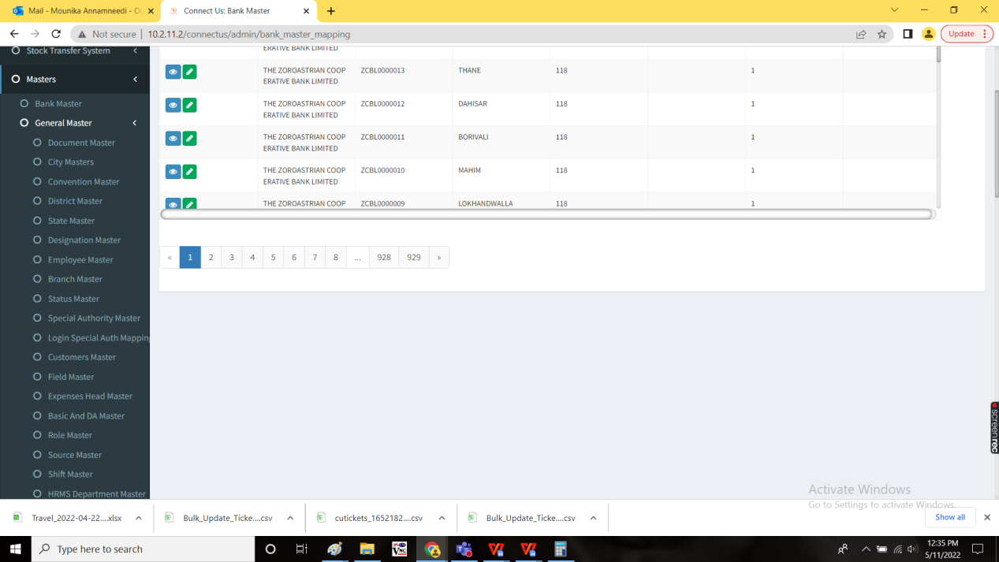 Mail - Mounika Annamneedi - O
Connect Us: Bank Master
Not secure | 10.2.11.2/connectus/admin/bank_master_mapping
Update
Stock Transfer System
Masters
Bank Master
General Master
Document Master
City Masters
Convention Master
District Master
State Master
Designation Master
Employee Master
Branch Master
Status Master
Special Authority Master
Login Special Auth Mapping
Customers Master
Field Master
Expenses Head Master
Basic And DA Master
Role Master
Source Master
Shift Master
HRMS Department Master
ERATIVE BANK LIMITED
THE ZOROASTRIAN COOP ZCBL0000013 THANE 118 1
ERATIVE BANK LIMITED
THE ZOROASTRIAN COOP ZCBL0000012 DAHISAR 118 1
ERATIVE BANK LIMITED
THE ZOROASTRIAN COOP ZCBL0000011 BORIVALI 118 1
ERATIVE BANK LIMITED
THE ZOROASTRIAN COOP ZCBL0000010 MAHIM 118 1
ERATIVE BANK LIMITED
THE ZOROASTRIAN COOP ZCBL0000009 LOKHANDWALLA 118 1
« 1 2 3 4 5 6 7 8 ... 928 929 »
screenrec
Activate Windows
Go to Settings to activate Windows.
Travel_2022-04-22....xlsx
Bulk_Update_Ticke....csv
cutickets_1652182....csv
Bulk_Update_Ticke....csv
Show all
Type here to search
12:35 PM
5/11/2022